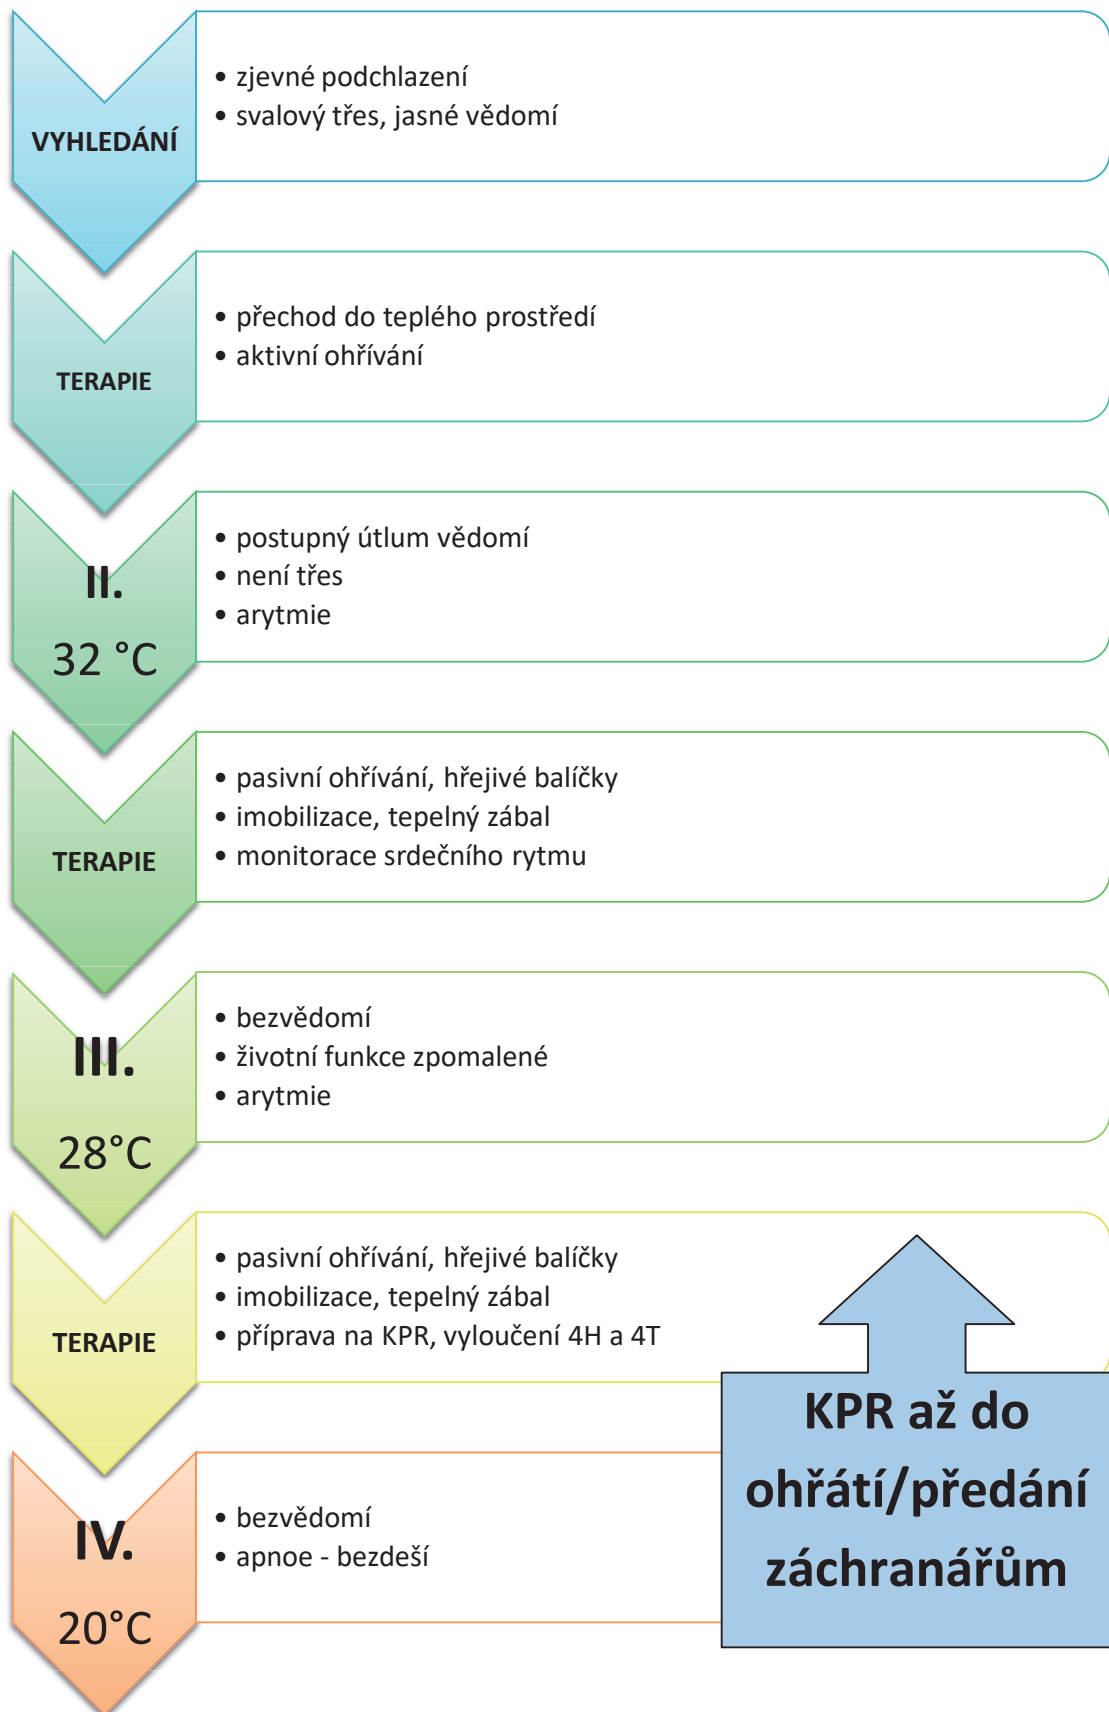 VYHLEDÁNÍ
• zjevné podchlazení
• svalový třes, jasné vědomí
TERAPIE
• přechod do teplého prostředí
• aktivní ohřívání
II.
32 °C
• postupný útlum vědomí
• není třes
• arytmie
TERAPIE
• pasivní ohřívání, hřejivé balíčky
• imobilizace, tepelný zábal
• monitorace srdečního rytmu
III.
28°C
• bezvědomí
• životní funkce zpomalené
• arytmie
TERAPIE
• pasivní ohřívání, hřejivé balíčky
• imobilizace, tepelný zábal
• příprava na KPR, vyloučení 4H a 4T
IV.
20°C
• bezvědomí
• apnoe - bezdeší
KPR až do
ohřátí/předání
záchranářům